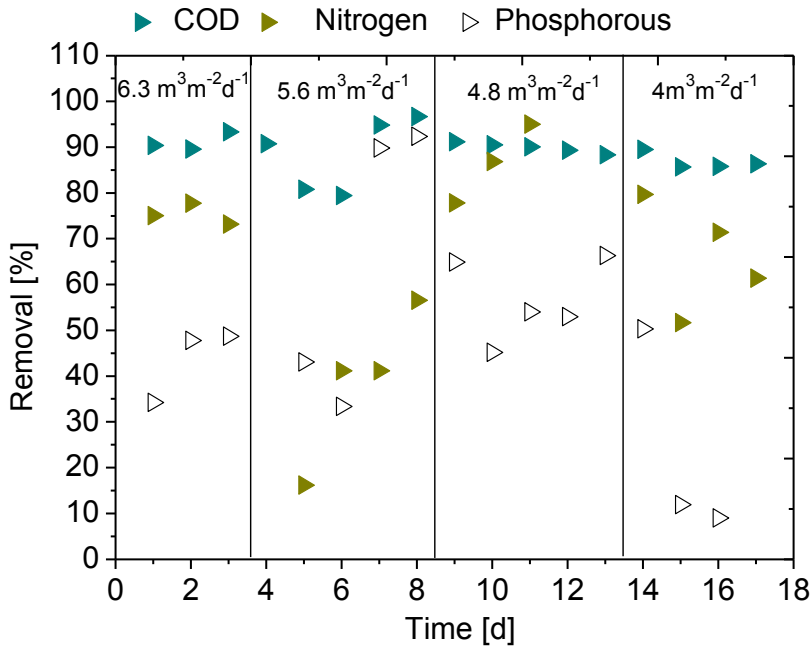 COD Nitrogen Phosphorous
110
100
90
80
70
60
50
40
30
20
10
0
Removal [%]
6.3 m³m⁻²d⁻¹
5.6 m³m⁻²d⁻¹
4.8 m³m⁻²d⁻¹
4m³m⁻²d⁻¹
0 2 4 6 8 10 12 14 16 18
Time [d]